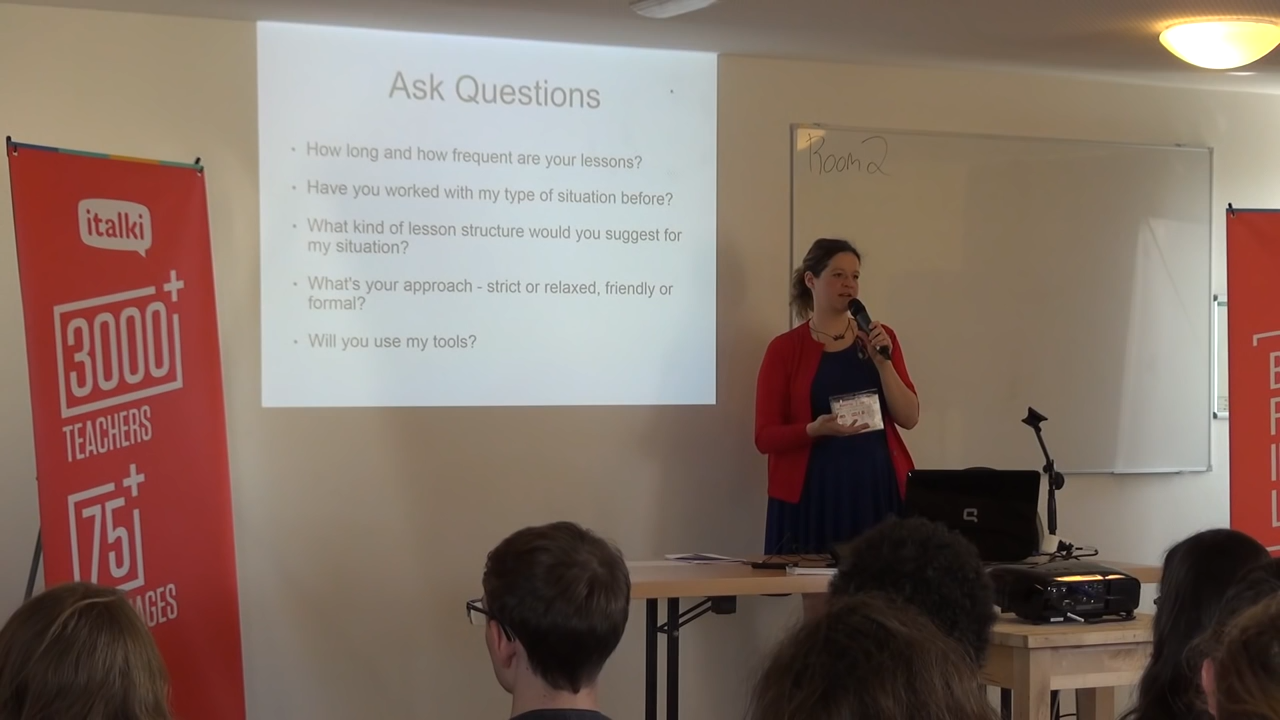 italki
3000+
TEACHERS
75+
Ask Questions
• How long and how frequent are your lessons?
• Have you worked with my type of situation before?
• What kind of lesson structure would you suggest for
my situation?
• What's your approach - strict or relaxed, friendly or
formal?
• Will you use my tools?
Room 2